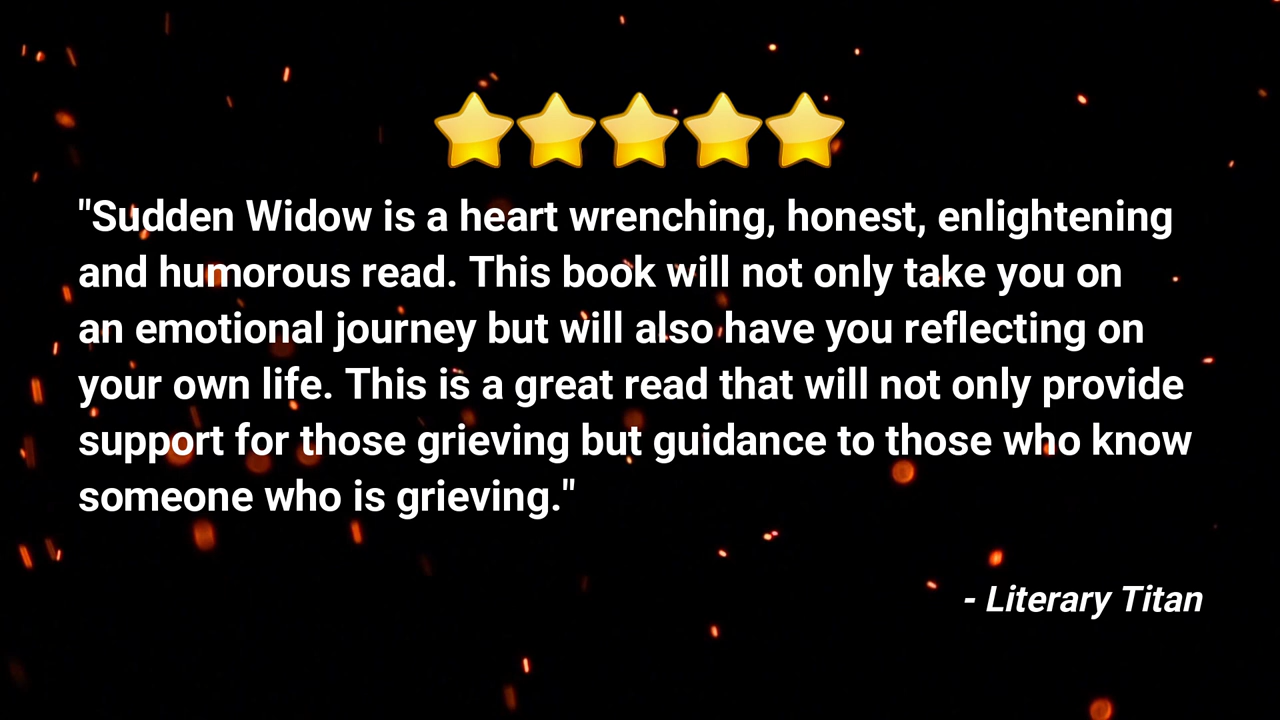 "Sudden Widow is a heart wrenching, honest, enlightening
and humorous read. This book will not only take you on
an emotional journey but will also have you reflecting on
your own life. This is a great read that will not only provide
support for those grieving but guidance to those who know
someone who is grieving."
- Literary Titan